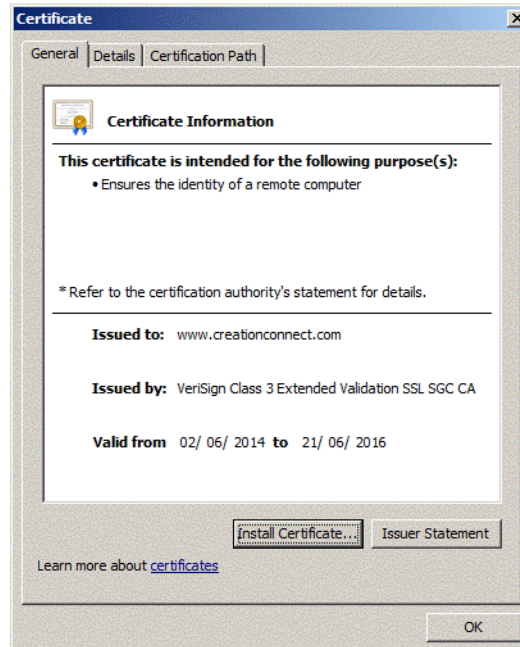 Certificate
General Details Certification Path
Certificate Information
This certificate is intended for the following purpose(s):
• Ensures the identity of a remote computer
* Refer to the certification authority's statement for details.
Issued to: www.creationconnect.com
Issued by: VeriSign Class 3 Extended Validation SSL SGC CA
Valid from 02/ 06/ 2014 to 21/ 06/ 2016
Install Certificate... Issuer Statement
Learn more about certificates
OK